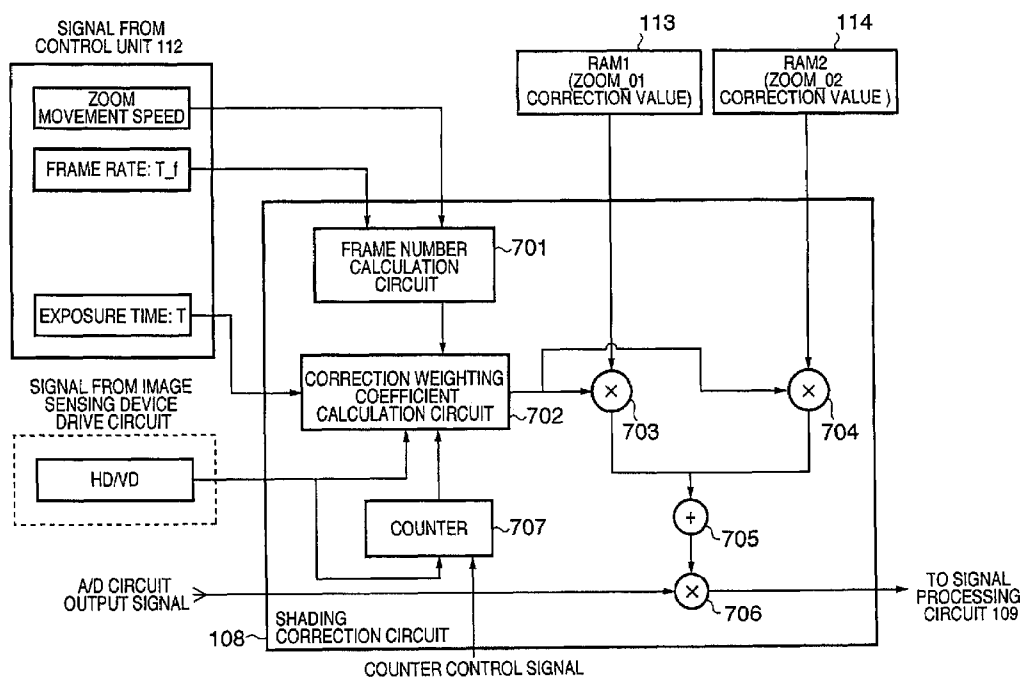 SIGNAL FROM
CONTROL UNIT 112
ZOOM
MOVEMENT SPEED
FRAME RATE: T_f
EXPOSURE TIME: T
SIGNAL FROM IMAGE
SENSING DEVICE
DRIVE CIRCUIT
HD/VD
A/D CIRCUIT
OUTPUT SIGNAL
113
RAM1
(ZOOM_01
CORRECTION VALUE)
114
RAM2
(ZOOM_02
CORRECTION VALUE )
FRAME NUMBER
CALCULATION
CIRCUIT
701
CORRECTION WEIGHTING
COEFFICIENT
CALCULATION CIRCUIT
702
×
703
×
704
COUNTER
707
+
705
×
706
SHADING
CORRECTION CIRCUIT
108
COUNTER CONTROL SIGNAL
TO SIGNAL
PROCESSING
CIRCUIT 109